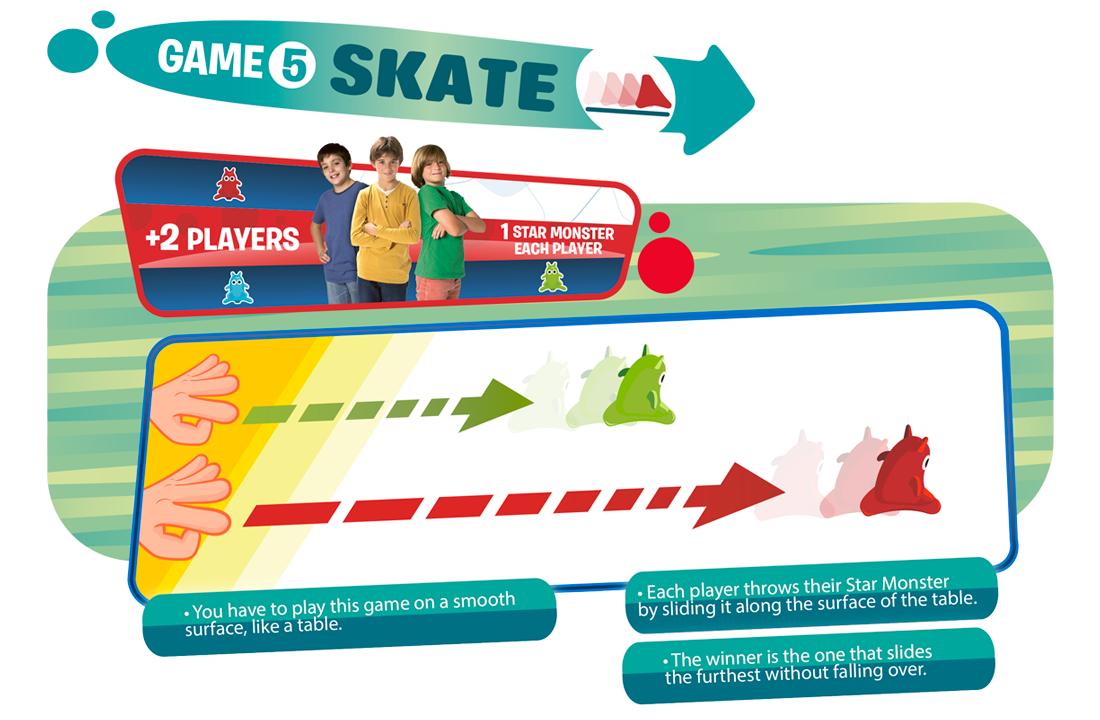 GAME 5 SKATE
+2 PLAYERS
1 STAR MONSTER
EACH PLAYER
• You have to play this game on a smooth
surface, like a table.
• Each player throws their Star Monster
by sliding it along the surface of the table.
• The winner is the one that slides
the furthest without falling over.